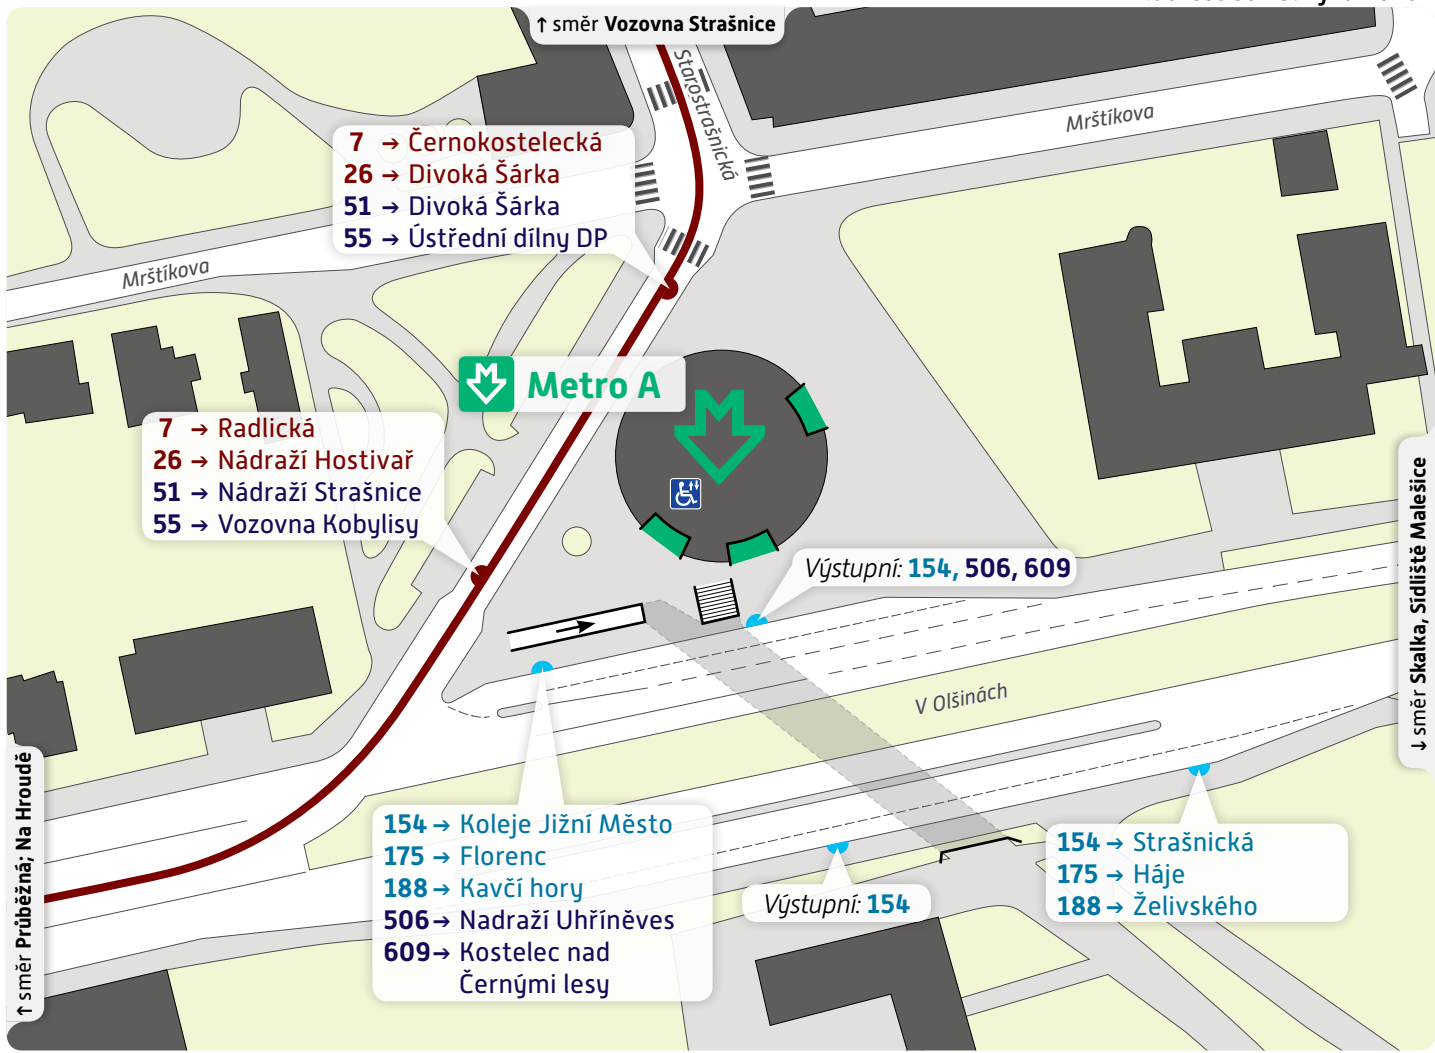 ↑ směr Vozovna Strašnice
Starostrašnická
Mrštíkova
7 → Černokostelecká
26 → Divoká Šárka
51 → Divoká Šárka
55 → Ústřední dílny DP
Mrštíkova
Metro A
7 → Radlická
26 → Nádraží Hostivař
51 → Nádraží Strašnice
55 → Vozovna Kobylisy
Výstupní: 154, 506, 609
↓ směr Skalka, Sídliště Malešice
V Olšinách
↑ směr Průběžná; Na Hroudě
154 → Koleje Jižní Město
175 → Florenc
188 → Kavčí hory
506 → Nadraží Uhříněves
609 → Kostelec nad
Černými lesy
Výstupní: 154
154 → Strašnická
175 → Háje
188 → Želivského